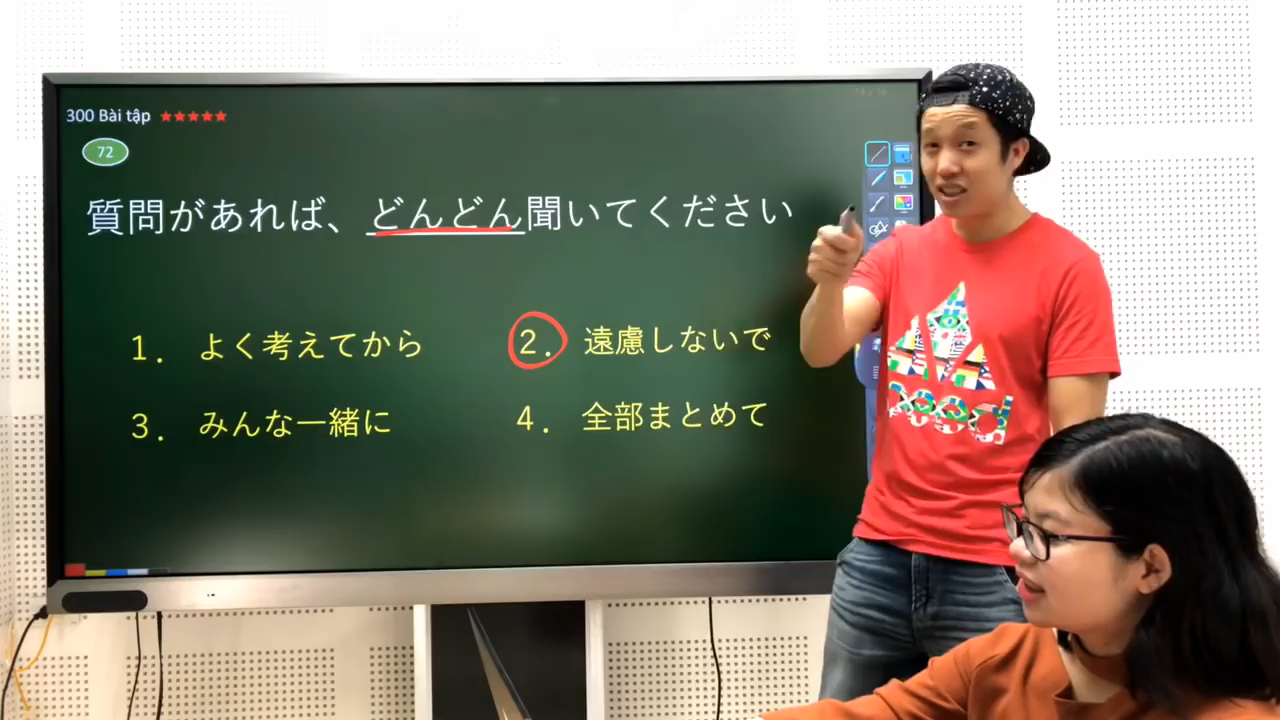 300 Bài tập ★★★★★
72
質問があれば、どんどん聞いてください
1. よく考えてから
2. 遠慮しないで
3. みんな一緒に
4. 全部まとめて